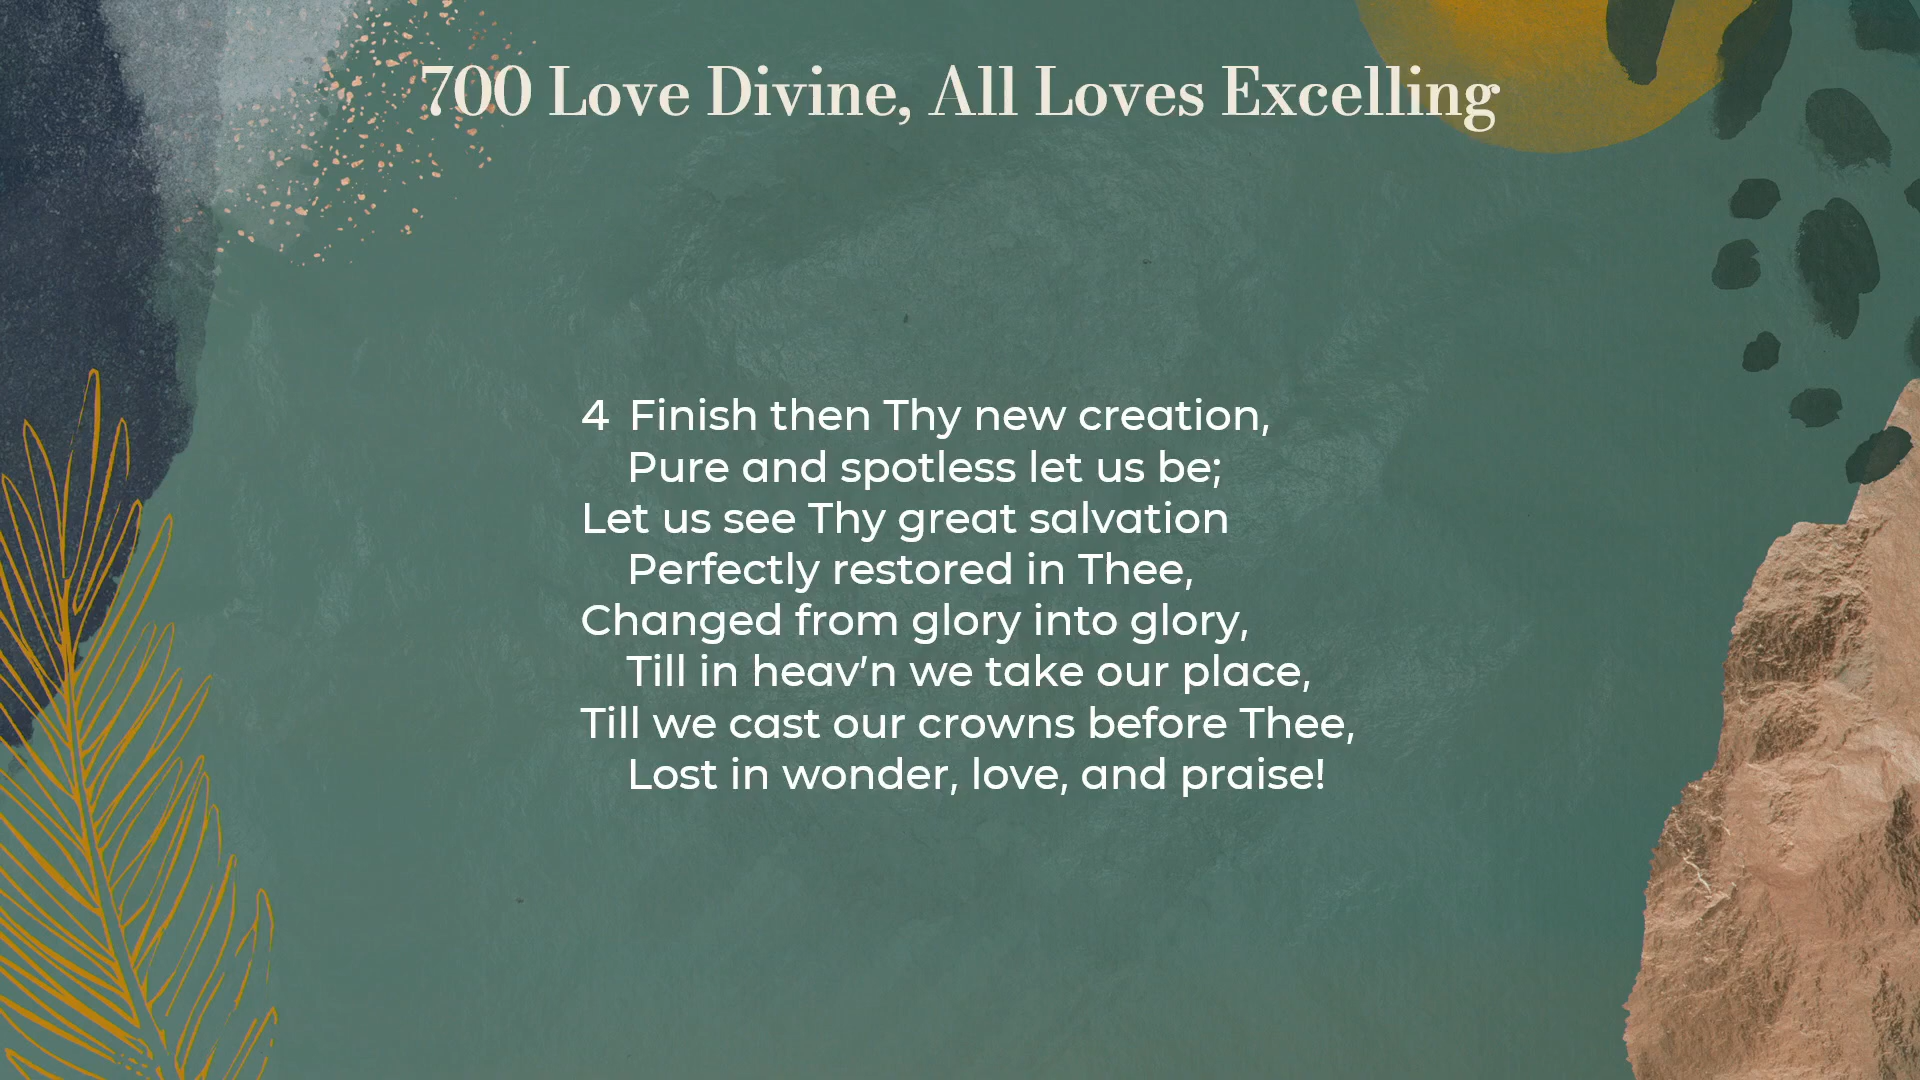 700 Love Divine, All Loves Excelling
4 Finish then Thy new creation,
Pure and spotless let us be;
Let us see Thy great salvation
Perfectly restored in Thee,
Changed from glory into glory,
Till in heav'n we take our place,
Till we cast our crowns before Thee,
Lost in wonder, love, and praise!